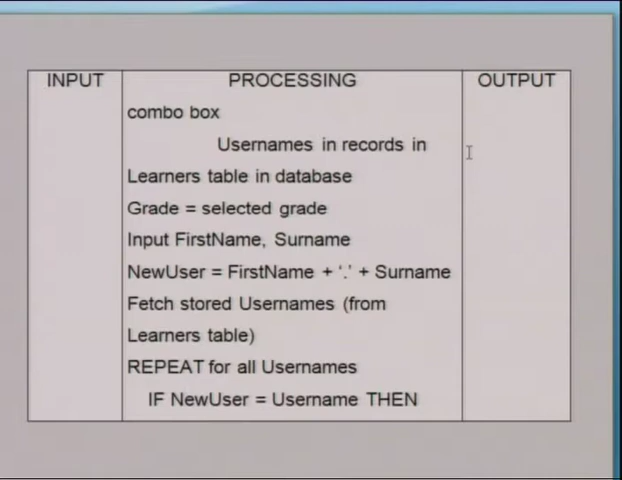 INPUT PROCESSING OUTPUT
combo box
Usernames in records in
Learners table in database
Grade = selected grade
Input FirstName, Surname
NewUser = FirstName + '.' + Surname
Fetch stored Usernames (from
Learners table)
REPEAT for all Usernames
IF NewUser = Username THEN